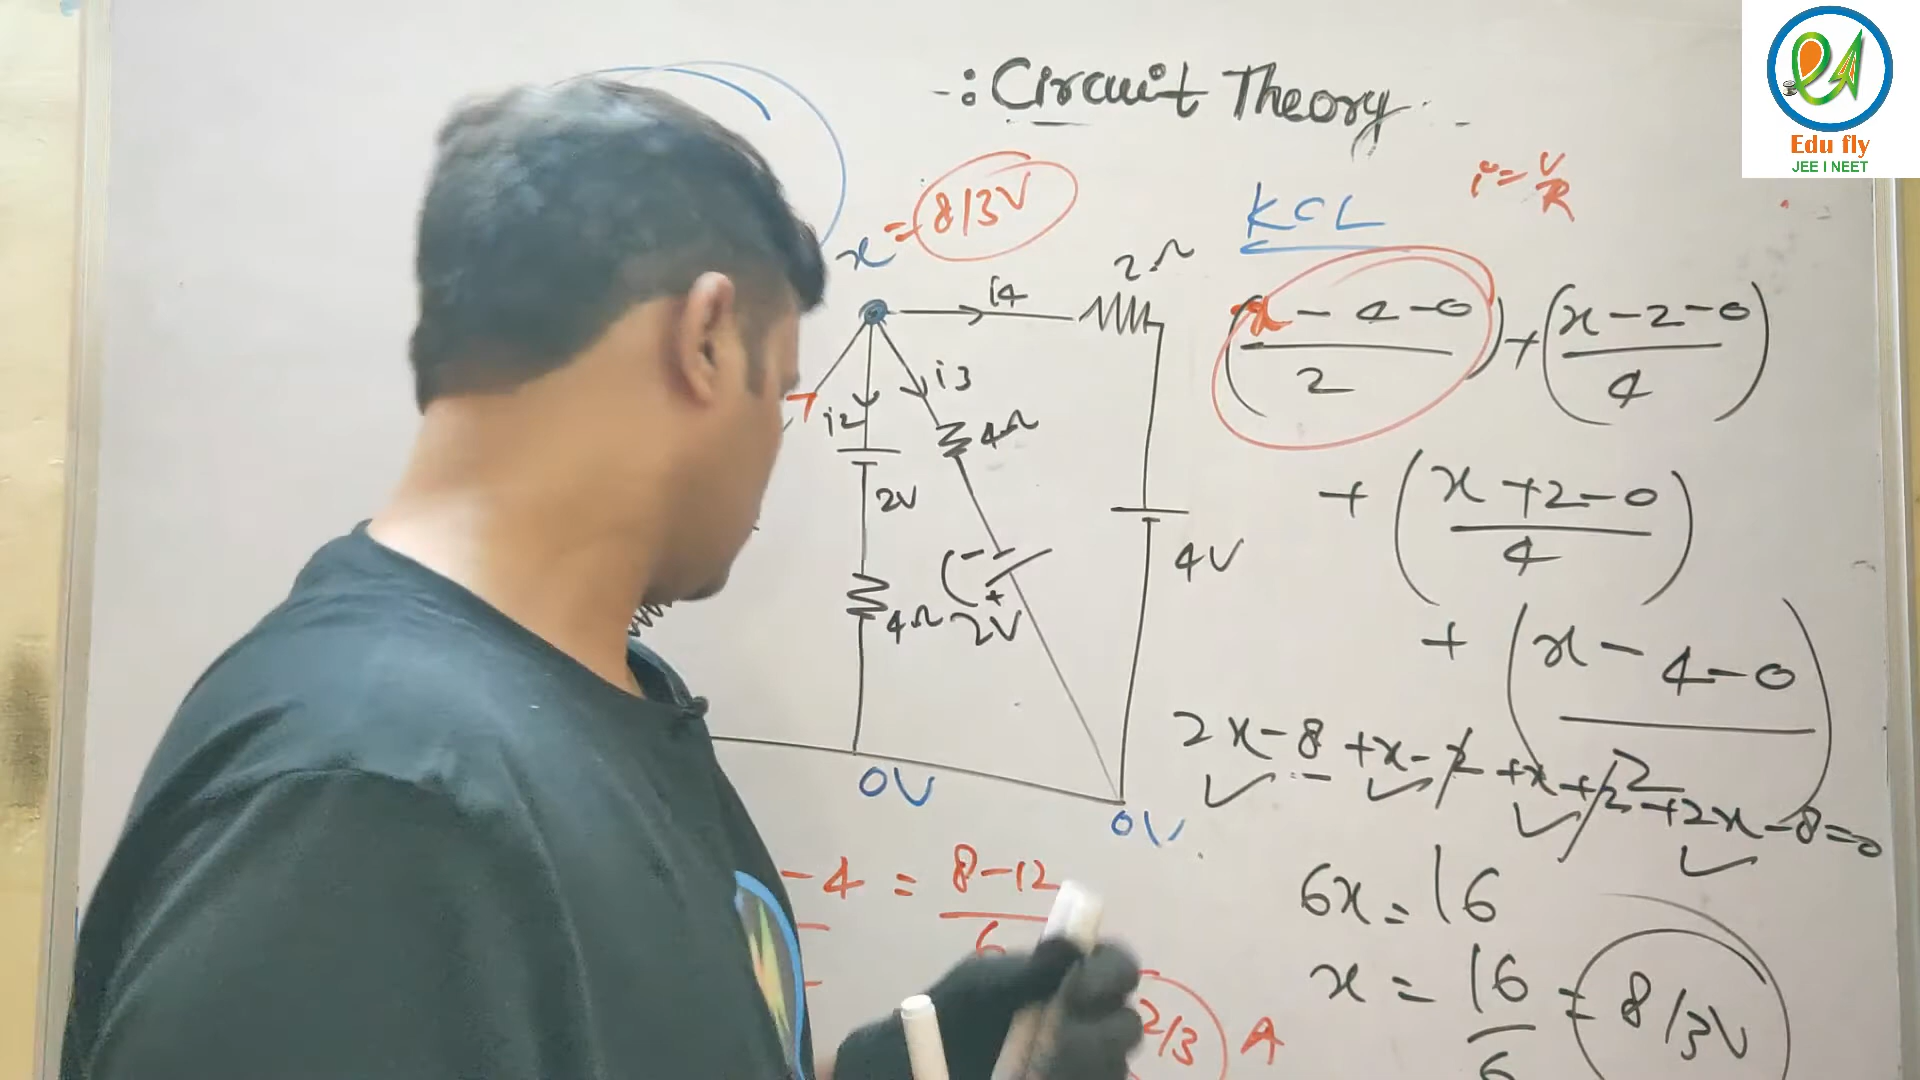 -: Circuit Theory
Edu fly
JEE I NEET
x = 8/3V
KCL
i = V/R
i4
2Ω
(x-4-0)/2 + (x-2-0)/4
i3
i2
4Ω
2V
+ (x+2-0)/4
4V
-
+
4Ω
2V
+ (x-4-0)/2
2x-8+x-2+x+2+2x-8=0
0V
0V
-4 = 8-12
6
6x=16
x = 16/6 = 8/3V
2/3 A